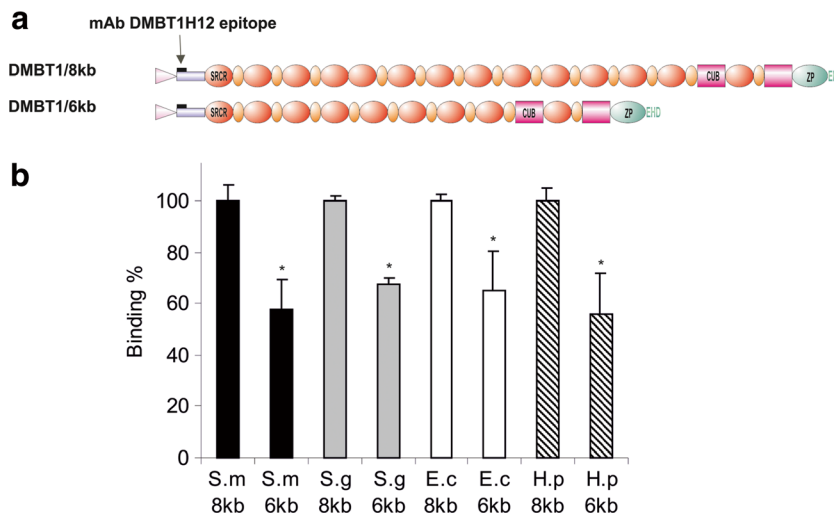 a
mAb DMBT1H12 epitope
DMBT1/8kb
SRCR CUB ZP
DMBT1/6kb
SRCR CUB ZP EHD
b
Binding %
100
80
60
40
20
0
* * * *
S.m S.m S.g S.g E.c E.c H.p H.p
8kb 6kb 8kb 6kb 8kb 6kb 8kb 6kb